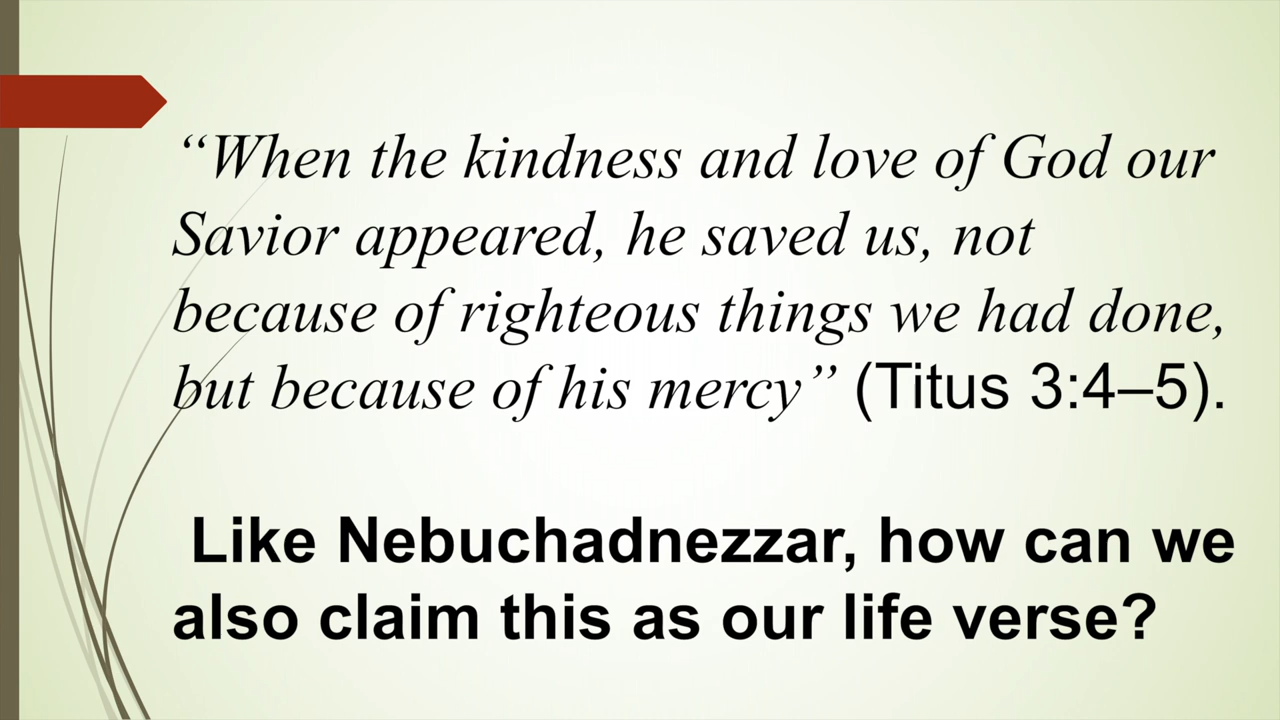 “When the kindness and love of God our
Savior appeared, he saved us, not
because of righteous things we had done,
but because of his mercy” (Titus 3:4–5).
Like Nebuchadnezzar, how can we
also claim this as our life verse?